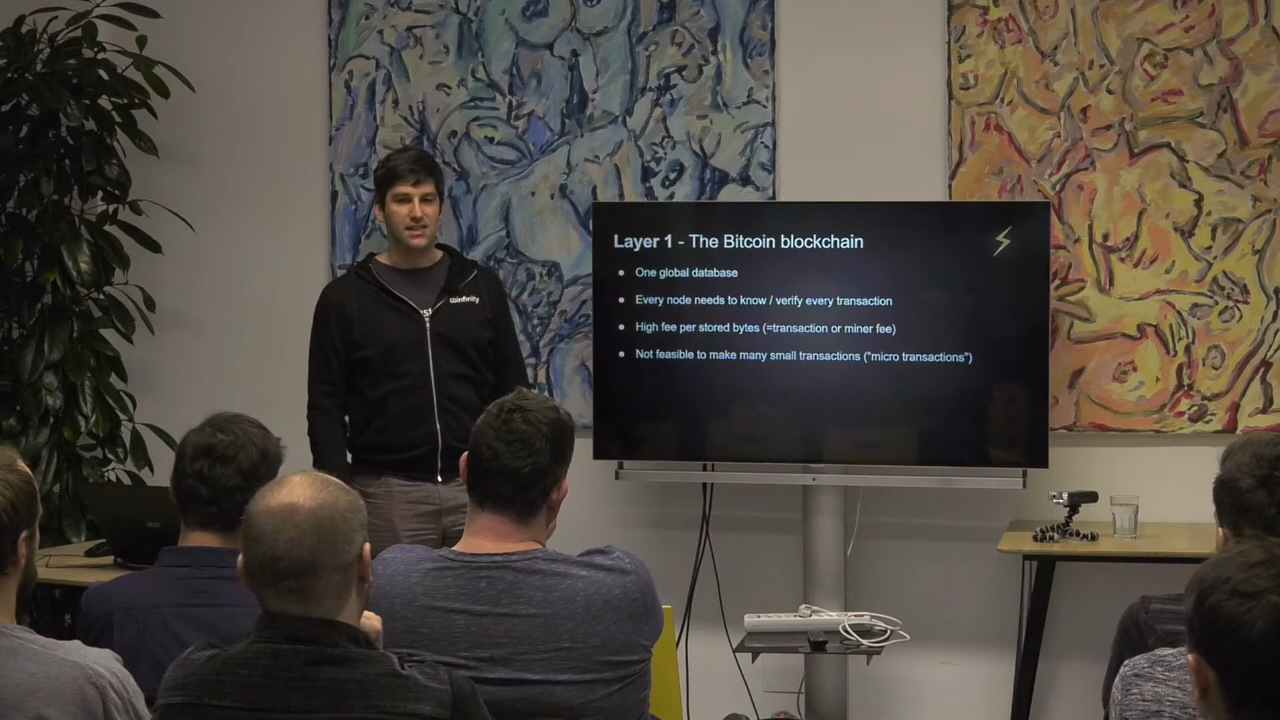 Layer 1 - The Bitcoin blockchain
One global database
Every node needs to know / verify every transaction
High fee per stored bytes (=transaction or miner fee)
Not feasible to make many small transactions ("micro transactions")
coinfinity